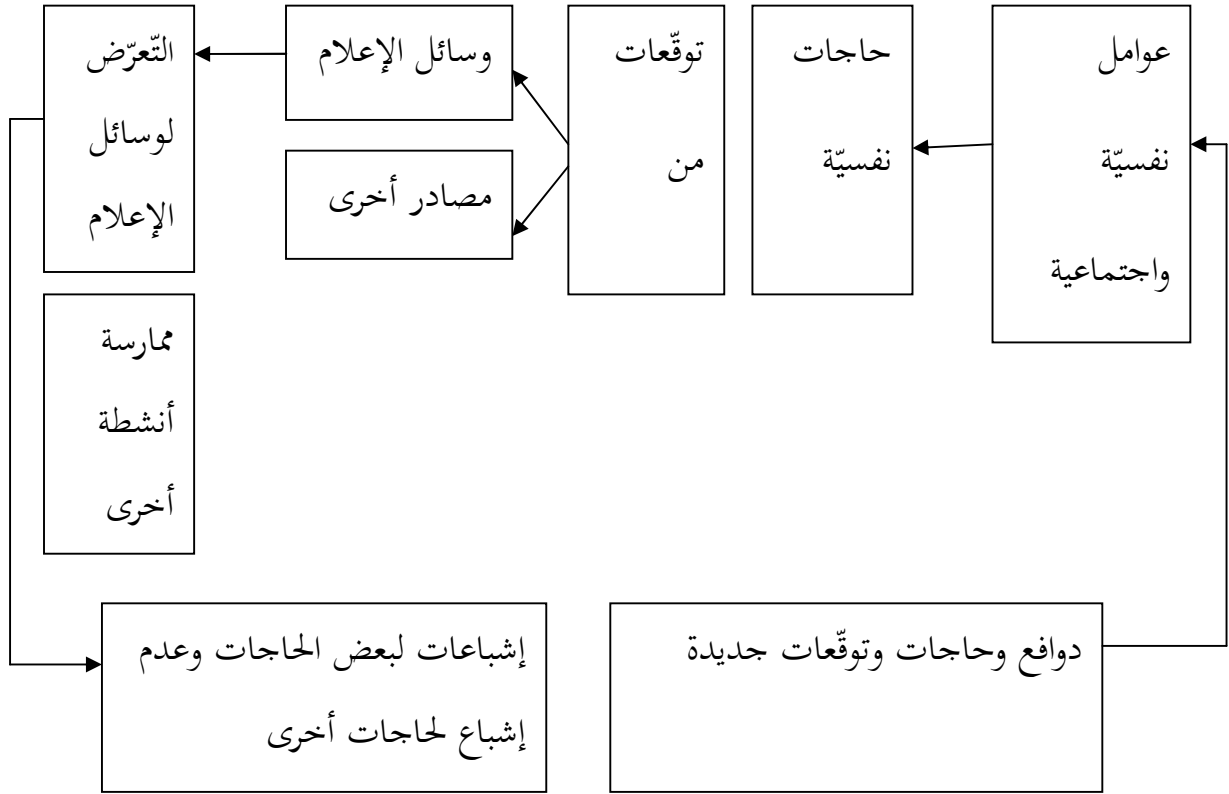 عوامل
نفسيّة
واجتماعية
حاجات
نفسيّة
توقّعات
من
وسائل الإعلام
مصادر أخرى
التّعرّض
لوسائل
الإعلام
ممارسة
أنشطة
أخرى
دوافع وحاجات وتوقّعات جديدة
إشباعات لبعض الحاجات وعدم
إشباع لحاجات أخرى